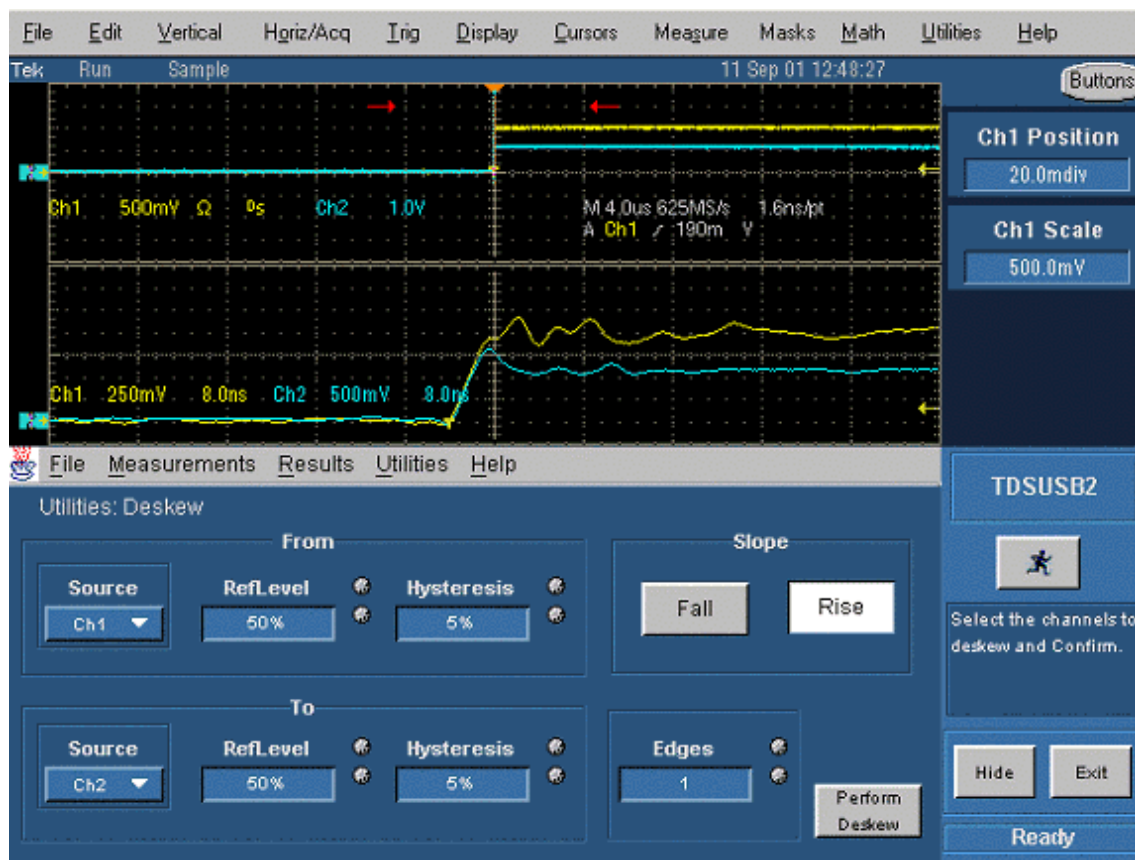 File Edit Vertical Horiz/Acq Trig Display Cursors Measure Masks Math Utilities Help
Tek Run Sample 11 Sep 01 12:48:27
Buttons
Ch1 Position
20.0mdiv
Ch1 500mV Ω 0s Ch2 1.0V M 4.0us 625MS/s 1.6ns/pt
A Ch1 190m V
Ch1 Scale
500.0mV
Ch1 250mV 8.0ns Ch2 500mV 8.0ns
File Measurements Results Utilities Help
TDSUSB2
Utilities: Deskew
From
Slope
Source RefLevel Hysteresis
Ch1 50% 5%
Fall Rise
Select the channels to
deskew and Confirm.
To
Source RefLevel Hysteresis Edges
Ch2 50% 5% 1
Hide Exit
Perform
Deskew
Ready